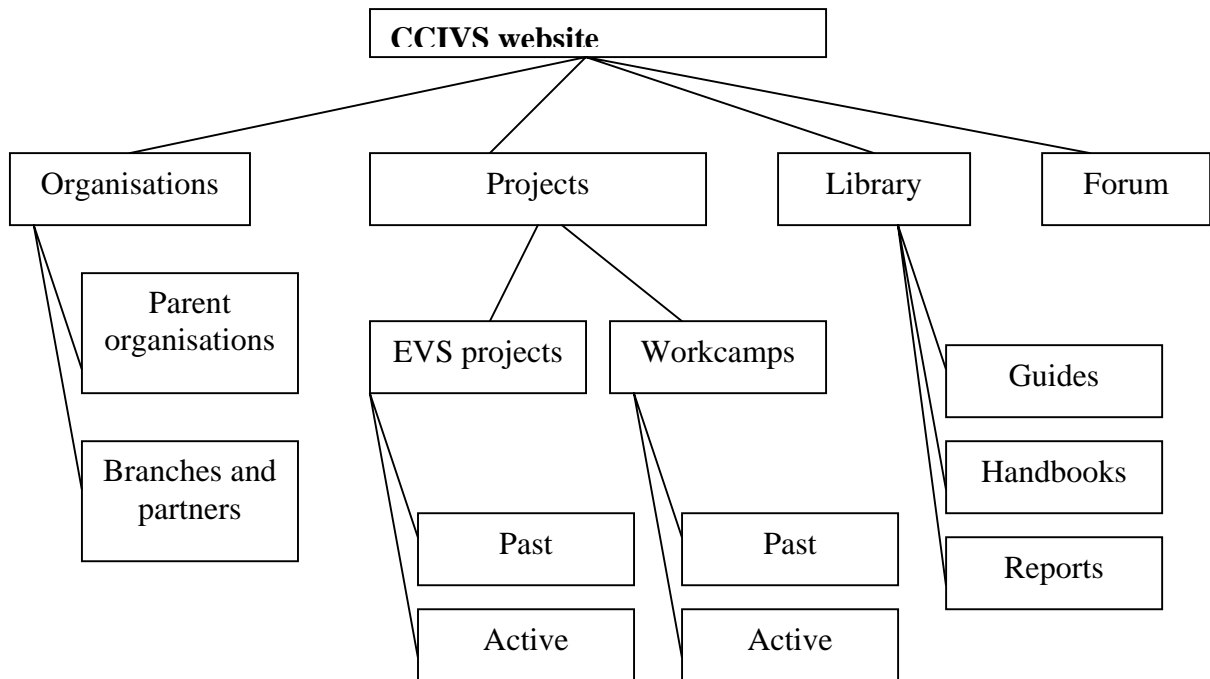 CCIVS website
Organisations
Projects
Library
Forum
Parent
organisations
EVS projects
Workcamps
Guides
Branches and
partners
Handbooks
Past
Past
Reports
Active
Active